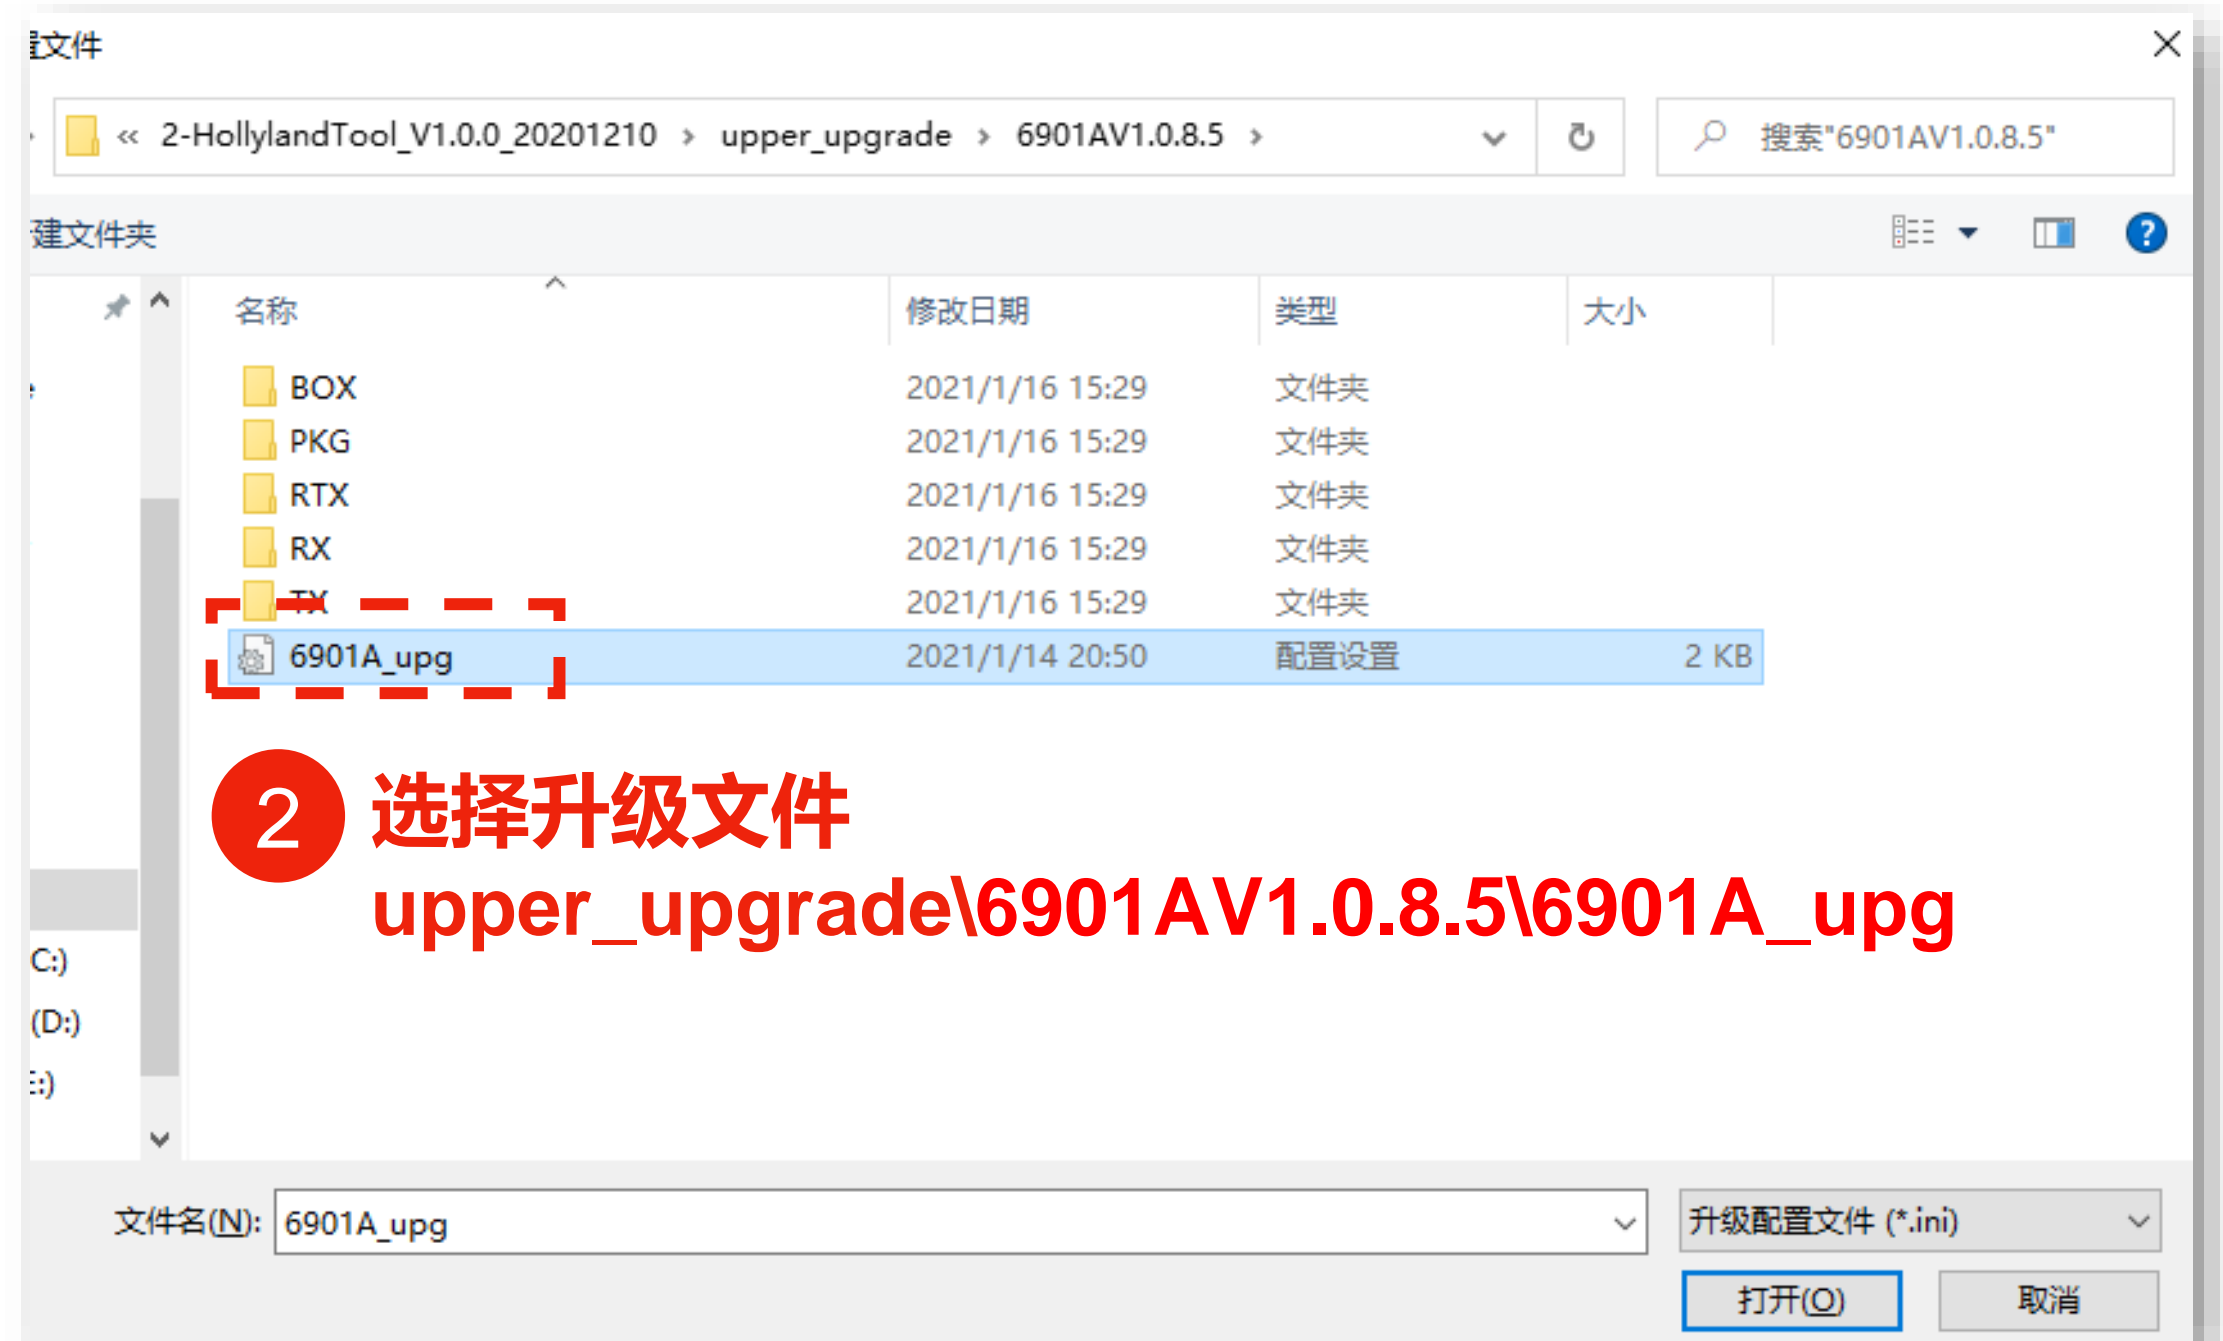 置文件
« 2-HollylandTool_V1.0.0_20201210 › upper_upgrade › 6901AV1.0.8.5 ›
搜索"6901AV1.0.8.5"
建文件夹
名称 修改日期 类型 大小
BOX 2021/1/16 15:29 文件夹
PKG 2021/1/16 15:29 文件夹
RTX 2021/1/16 15:29 文件夹
RX 2021/1/16 15:29 文件夹
TX 2021/1/16 15:29 文件夹
6901A_upg 2021/1/14 20:50 配置设置 2 KB
2 选择升级文件
upper_upgrade\6901AV1.0.8.5\6901A_upg
C:)
(D:)
E:)
文件名(N): 6901A_upg
升级配置文件 (*.ini)
打开(O) 取消